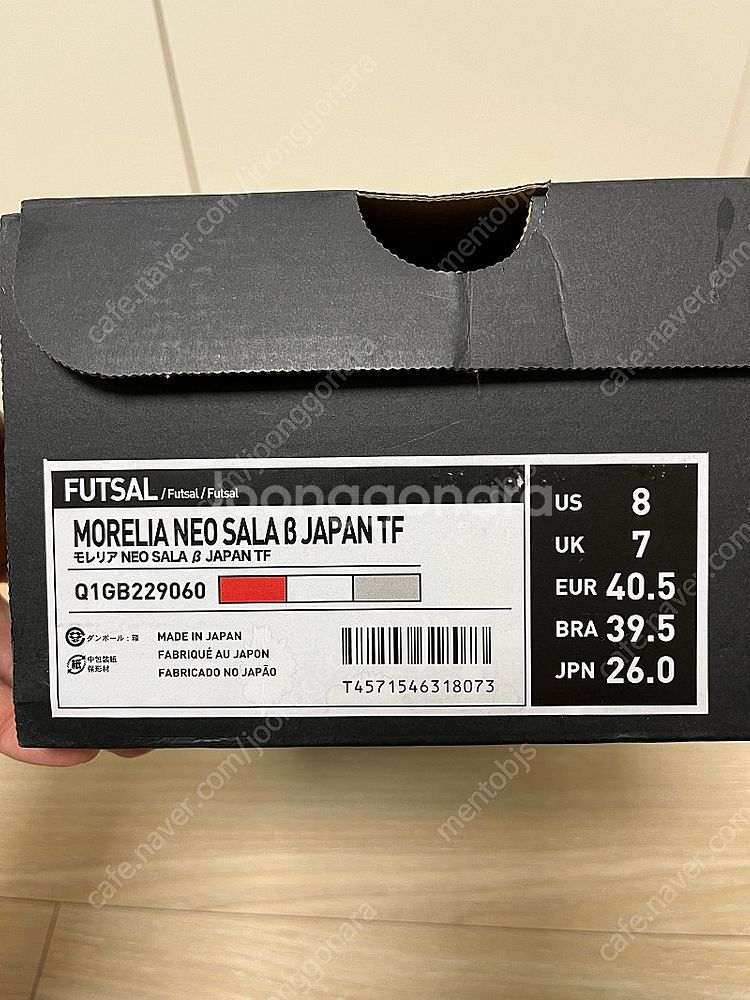 FUTSAL / Futsal / Futsal
MORELIA NEO SALA β JAPAN TF
モレリア NEO SALA β JAPAN TF
Q1GB229060
ダンボール : 箱
中包装紙
保形材
MADE IN JAPAN
FABRIQUÉ AU JAPON
FABRICADO NO JAPÃO
T4571546318073
US 8
UK 7
EUR 40.5
BRA 39.5
JPN 26.0
紙
Joonggonara
cafe.naver.com/joonggonara
mentobjs